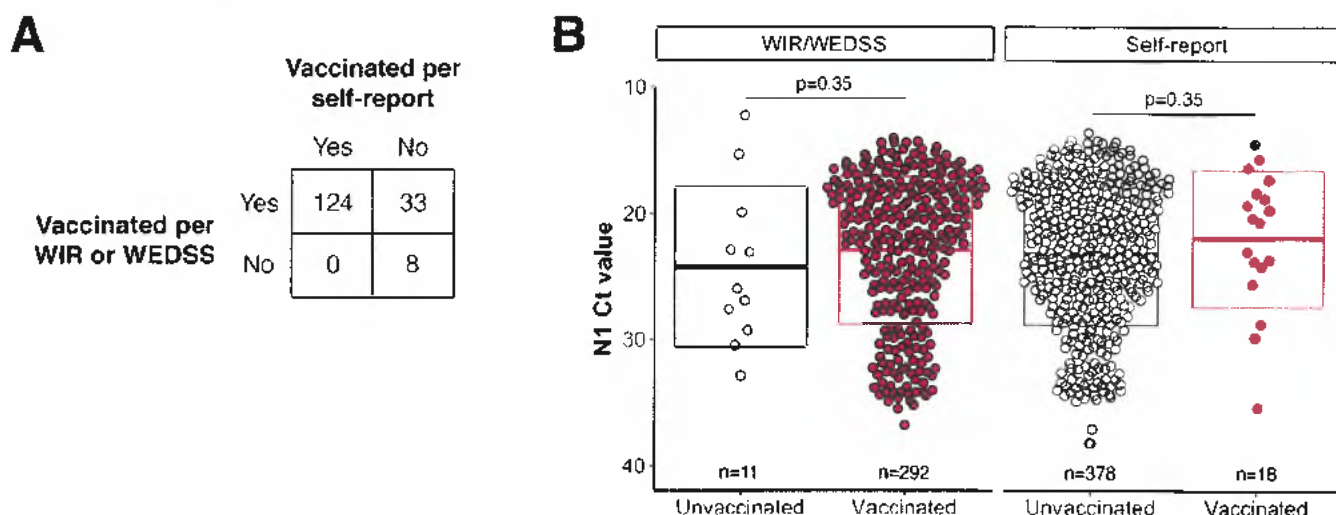 A
Vaccinated per
self-report
Yes No
Vaccinated per
WIR or WEDSS
Yes 124 33
No 0 8
B
WIR/WEDSS Self-report
p=0.35 p=0.35
N1 Ct value
10
20
30
40
n=11 n=292 n=378 n=18
Unvaccinated Vaccinated Unvaccinated Vaccinated